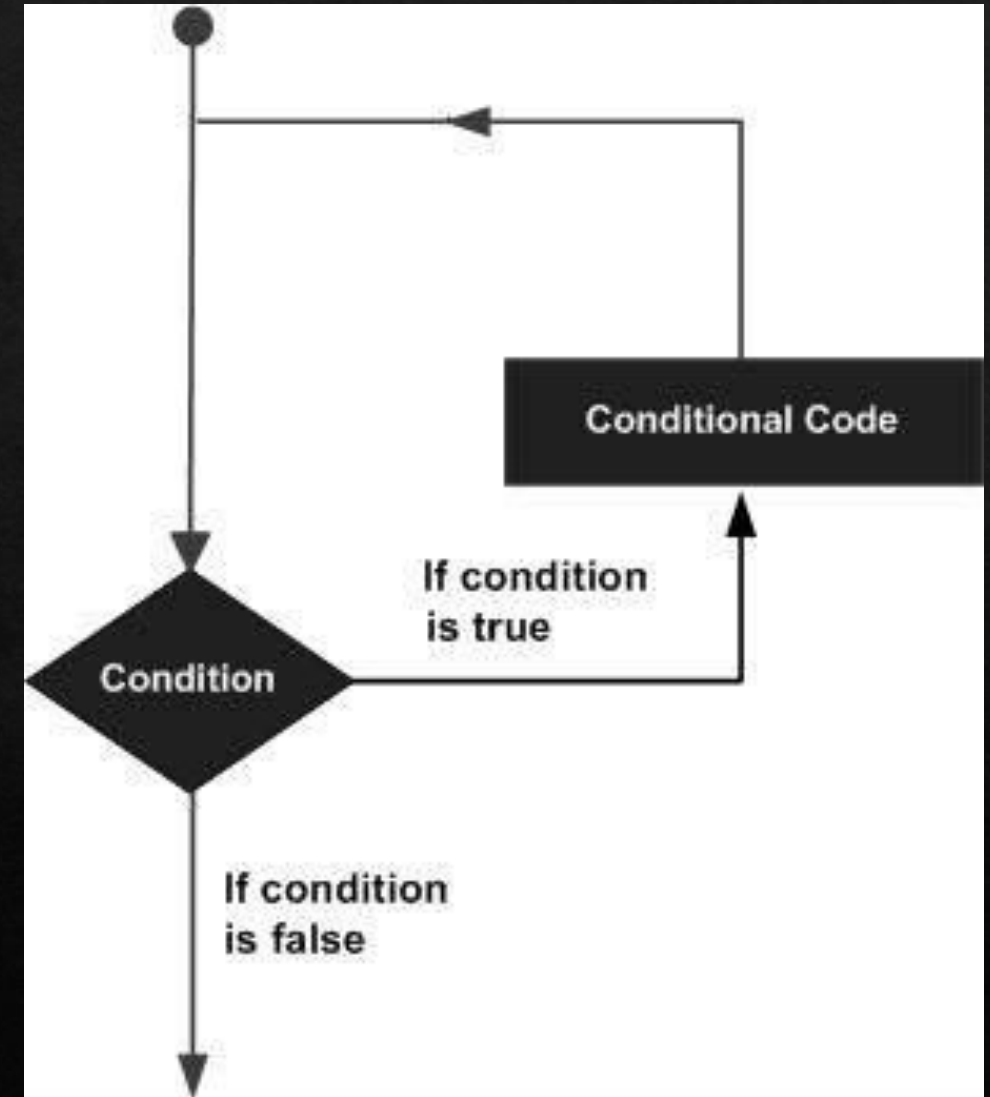 Conditional Code
If condition
is true
Condition
If condition
is false